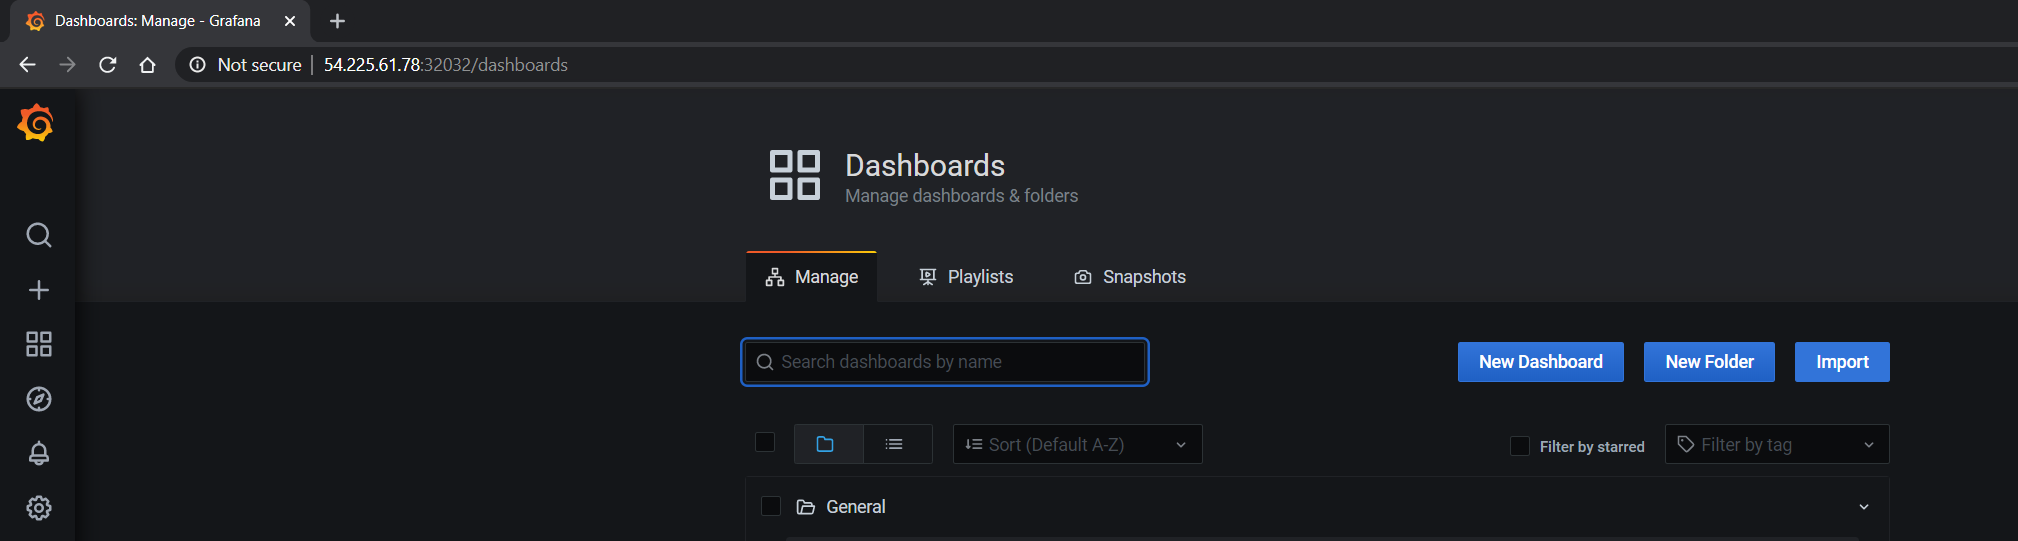 Dashboards: Manage - Grafana
Not secure | 54.225.61.78:32032/dashboards
Dashboards
Manage dashboards & folders
Manage Playlists Snapshots
Search dashboards by name New Dashboard New Folder Import
Sort (Default A-Z) Filter by starred Filter by tag
General